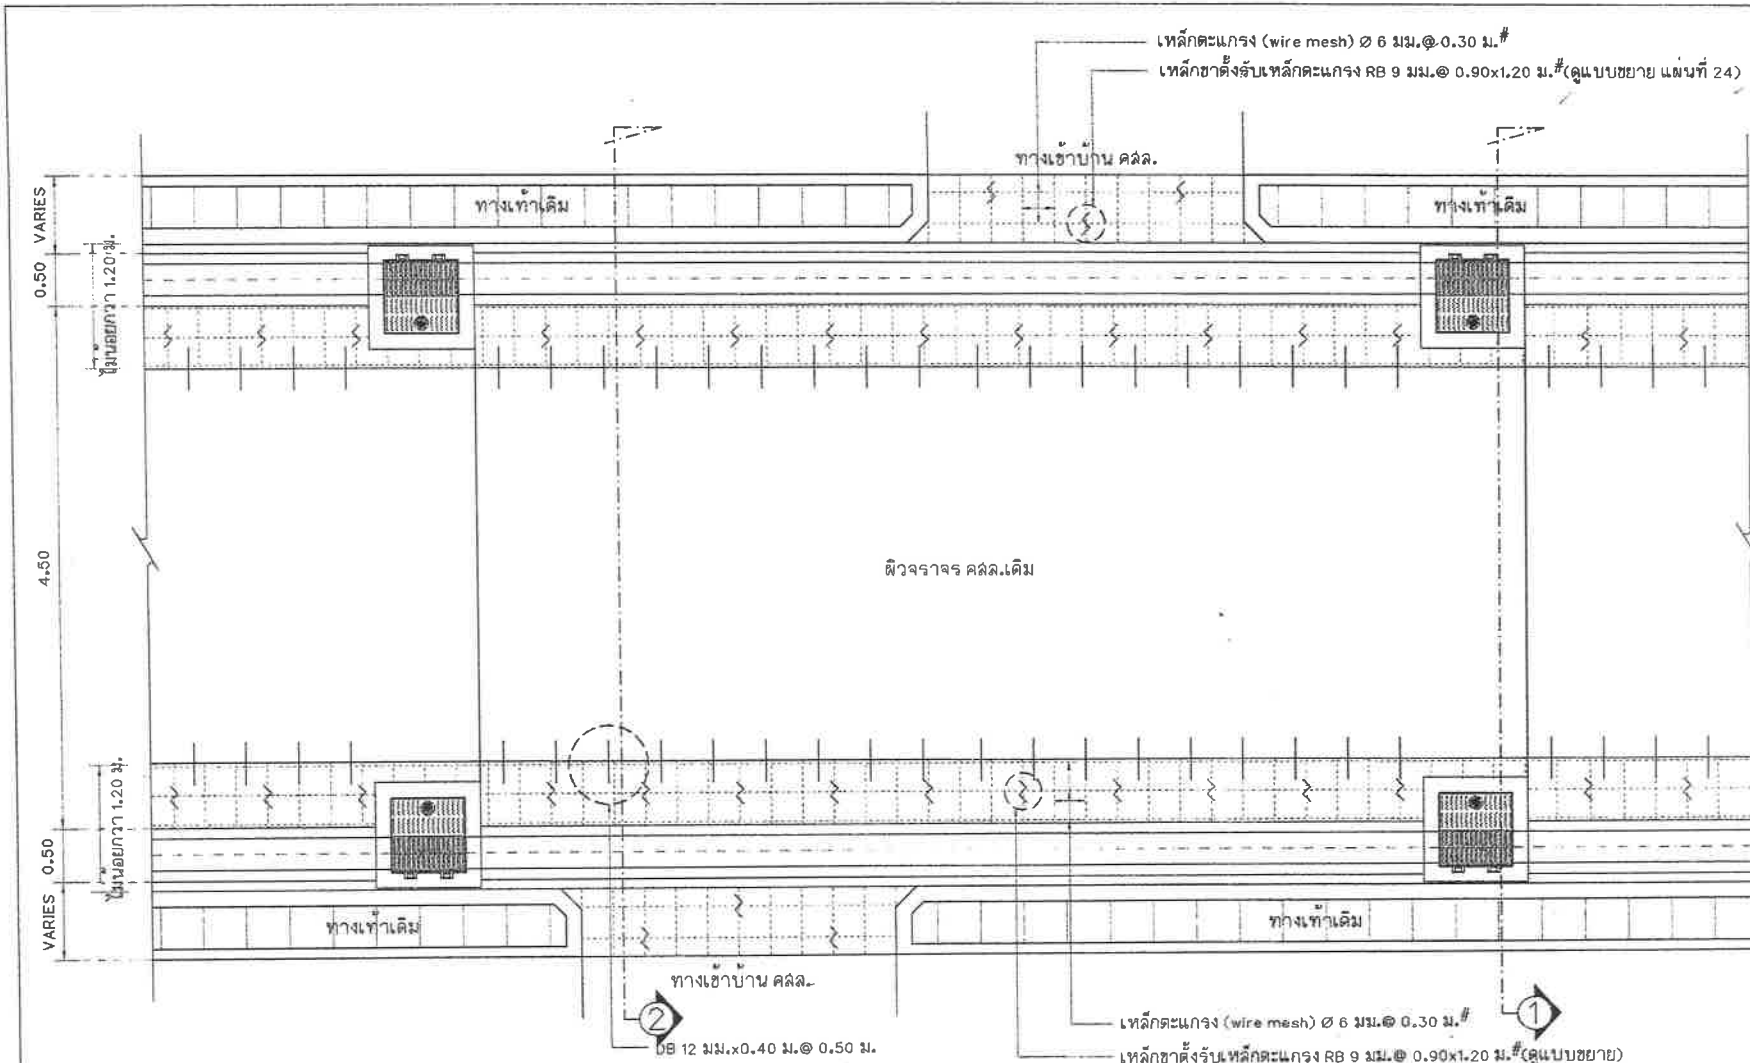 เหล็กตะแกรง (wire mesh) Ø 6 มม.@ 0.30 ม.#
เหล็กขาตั้งรับเหล็กตะแกรง RB 9 มม.@ 0.90x1.20 ม.#(ดูแบบขยาย แผ่นที่ 24)
ทางเข้าบ้าน คสล.
VARIES
ทางเท้าเดิม
ทางเท้าเดิม
0.50
ไม่น้อยกว่า 1.20 ม.
4.50
ผิวจราจร คสล.เดิม
0.50
ไม่น้อยกว่า 1.20 ม.
VARIES
ทางเท้าเดิม
ทางเท้าเดิม
ทางเข้าบ้าน คสล.
2
1
DB 12 มม.x0.40 ม.@ 0.50 ม.
เหล็กตะแกรง (wire mesh) Ø 6 มม.@ 0.30 ม.#
เหล็กขาตั้งรับเหล็กตะแกรง RB 9 มม.@ 0.90x1.20 ม.#(ดูแบบขยาย)